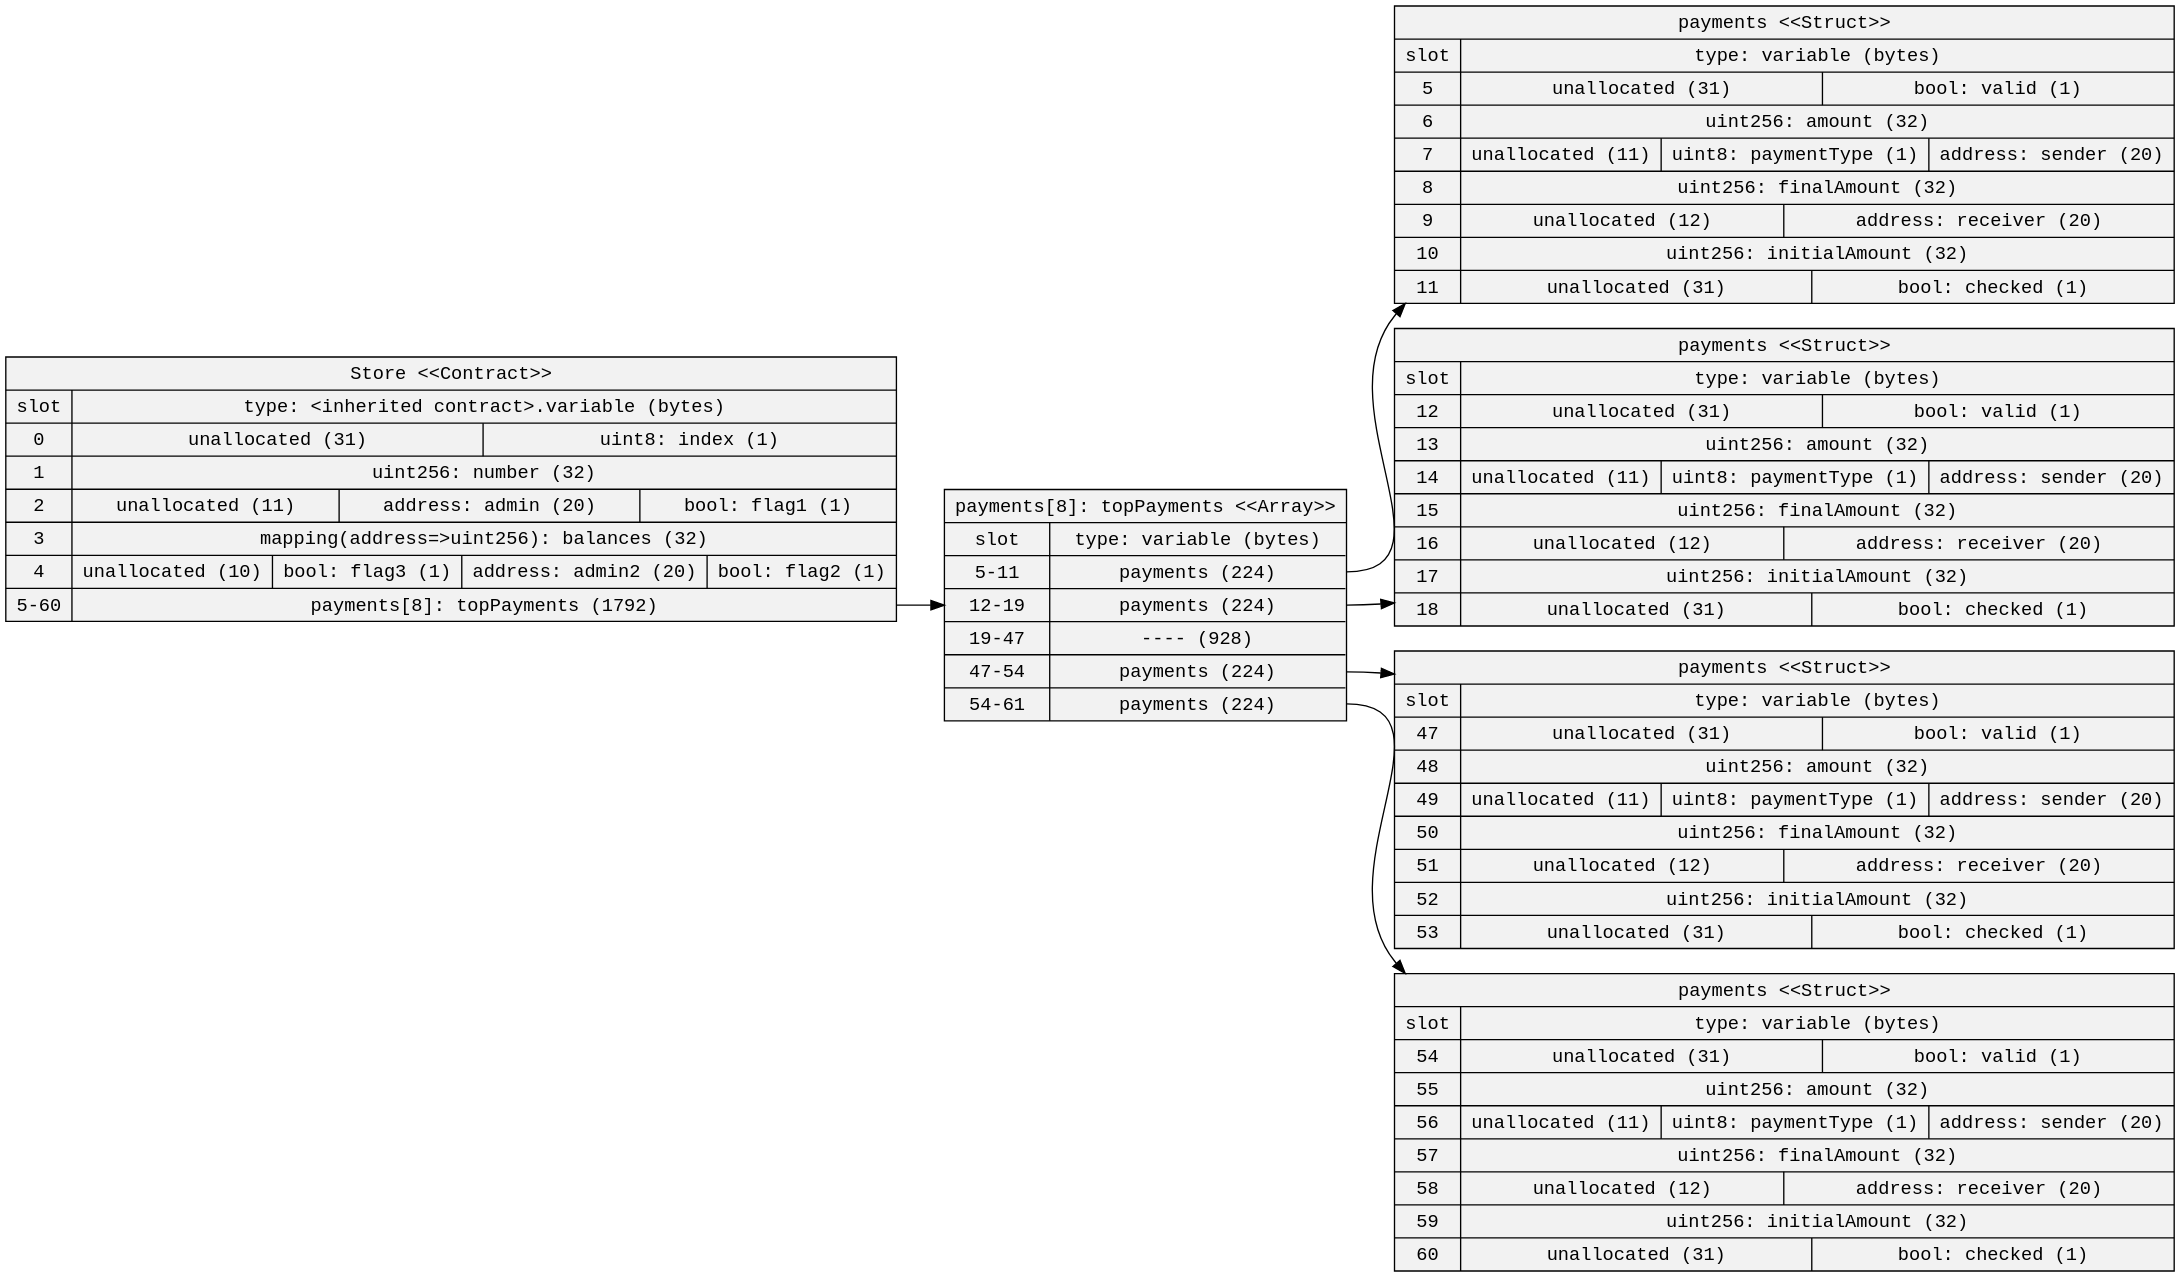 Store <<Contract>>
slot type: <inherited contract>.variable (bytes)
0 unallocated (31) uint8: index (1)
1 uint256: number (32)
2 unallocated (11) address: admin (20) bool: flag1 (1)
3 mapping(address=>uint256): balances (32)
4 unallocated (10) bool: flag3 (1) address: admin2 (20) bool: flag2 (1)
5-60 payments[8]: topPayments (1792)
payments[8]: topPayments <<Array>>
slot type: variable (bytes)
5-11 payments (224)
12-19 payments (224)
19-47 ---- (928)
47-54 payments (224)
54-61 payments (224)
payments <<Struct>>
slot type: variable (bytes)
5 unallocated (31) bool: valid (1)
6 uint256: amount (32)
7 unallocated (11) uint8: paymentType (1) address: sender (20)
8 uint256: finalAmount (32)
9 unallocated (12) address: receiver (20)
10 uint256: initialAmount (32)
11 unallocated (31) bool: checked (1)
payments <<Struct>>
slot type: variable (bytes)
12 unallocated (31) bool: valid (1)
13 uint256: amount (32)
14 unallocated (11) uint8: paymentType (1) address: sender (20)
15 uint256: finalAmount (32)
16 unallocated (12) address: receiver (20)
17 uint256: initialAmount (32)
18 unallocated (31) bool: checked (1)
payments <<Struct>>
slot type: variable (bytes)
47 unallocated (31) bool: valid (1)
48 uint256: amount (32)
49 unallocated (11) uint8: paymentType (1) address: sender (20)
50 uint256: finalAmount (32)
51 unallocated (12) address: receiver (20)
52 uint256: initialAmount (32)
53 unallocated (31) bool: checked (1)
payments <<Struct>>
slot type: variable (bytes)
54 unallocated (31) bool: valid (1)
55 uint256: amount (32)
56 unallocated (11) uint8: paymentType (1) address: sender (20)
57 uint256: finalAmount (32)
58 unallocated (12) address: receiver (20)
59 uint256: initialAmount (32)
60 unallocated (31) bool: checked (1)